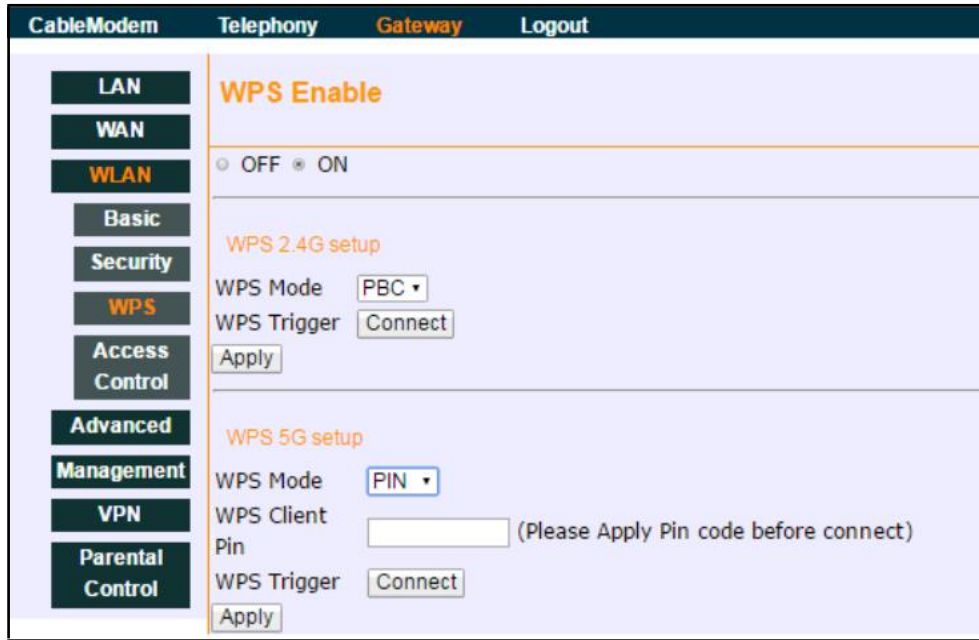 CableModem Telephony Gateway Logout
LAN
WAN
WLAN
Basic
Security
WPS
Access
Control
Advanced
Management
VPN
Parental
Control
WPS Enable
OFF ON
WPS 2.4G setup
WPS Mode PBC
WPS Trigger Connect
Apply
WPS 5G setup
WPS Mode PIN
WPS Client
Pin (Please Apply Pin code before connect)
WPS Trigger Connect
Apply